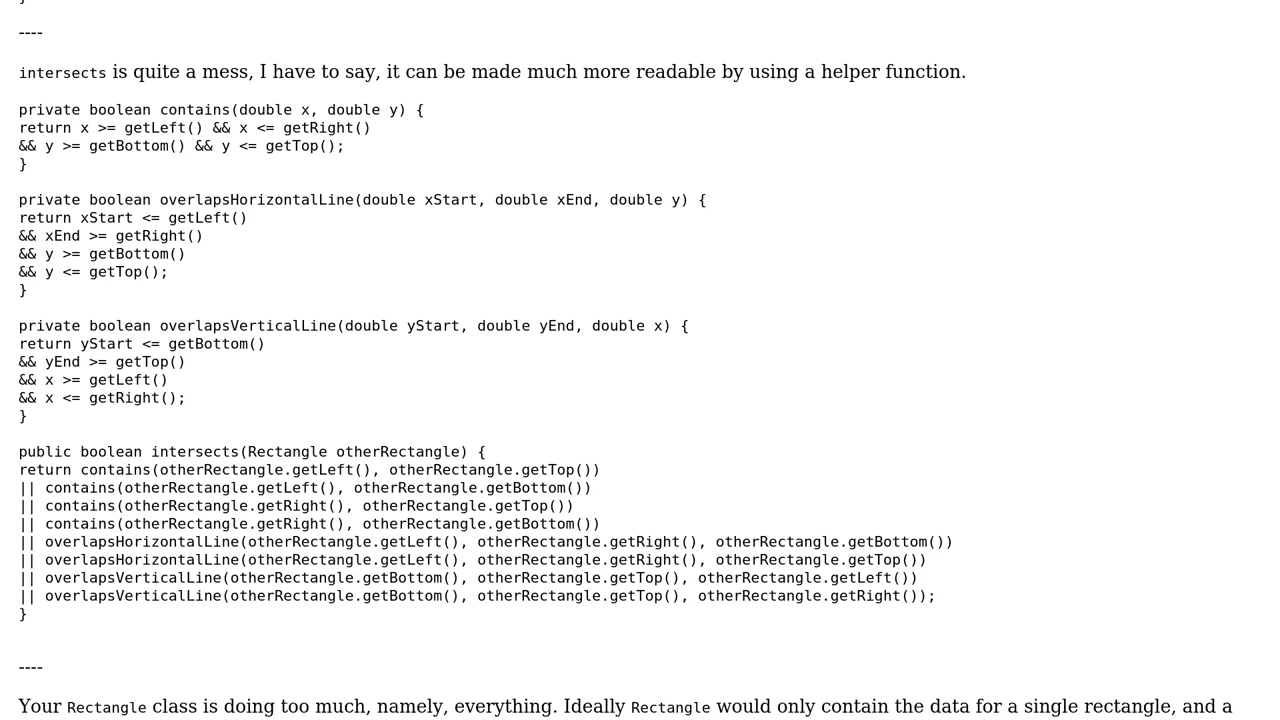 }
----
intersects is quite a mess, I have to say, it can be made much more readable by using a helper function.
private boolean contains(double x, double y) {
return x >= getLeft() && x <= getRight()
&& y >= getBottom() && y <= getTop();
}
private boolean overlapsHorizontalLine(double xStart, double xEnd, double y) {
return xStart <= getLeft()
&& xEnd >= getRight()
&& y >= getBottom()
&& y <= getTop();
}
private boolean overlapsVerticalLine(double yStart, double yEnd, double x) {
return yStart <= getBottom()
&& yEnd >= getTop()
&& x >= getLeft()
&& x <= getRight();
}
public boolean intersects(Rectangle otherRectangle) {
return contains(otherRectangle.getLeft(), otherRectangle.getTop())
|| contains(otherRectangle.getLeft(), otherRectangle.getBottom())
|| contains(otherRectangle.getRight(), otherRectangle.getTop())
|| contains(otherRectangle.getRight(), otherRectangle.getBottom())
|| overlapsHorizontalLine(otherRectangle.getLeft(), otherRectangle.getRight(), otherRectangle.getBottom())
|| overlapsHorizontalLine(otherRectangle.getLeft(), otherRectangle.getRight(), otherRectangle.getTop())
|| overlapsVerticalLine(otherRectangle.getBottom(), otherRectangle.getTop(), otherRectangle.getLeft())
|| overlapsVerticalLine(otherRectangle.getBottom(), otherRectangle.getTop(), otherRectangle.getRight());
}
----
Your Rectangle class is doing too much, namely, everything. Ideally Rectangle would only contain the data for a single rectangle, and a